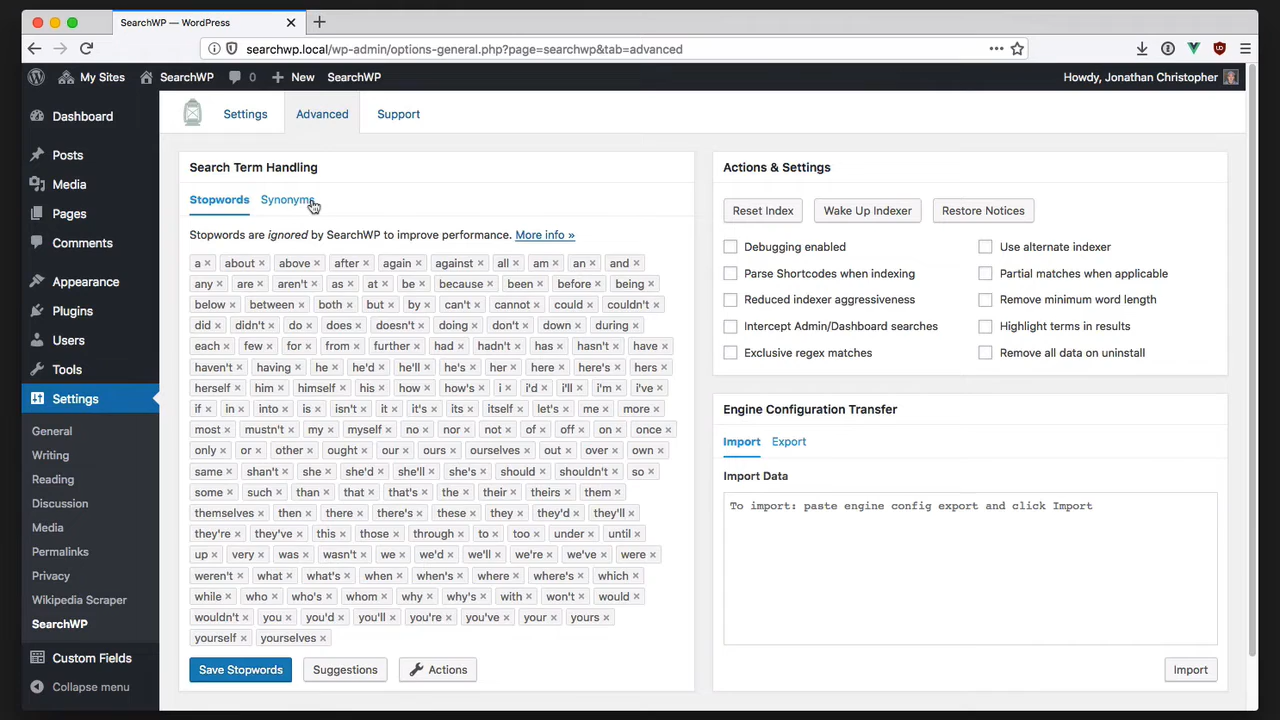 SearchWP — WordPress
searchwp.local/wp-admin/options-general.php?page=searchwp&tab=advanced
My Sites SearchWP 0 New SearchWP Howdy, Jonathan Christopher
Dashboard
Posts
Media
Pages
Comments
Appearance
Plugins
Users
Tools
Settings
General
Writing
Reading
Discussion
Media
Permalinks
Privacy
Wikipedia Scraper
SearchWP
Custom Fields
Collapse menu
Settings Advanced Support
Search Term Handling
Stopwords Synonyms
Stopwords are ignored by SearchWP to improve performance. More info »
a × about × above × after × again × against × all × am × an × and ×
any × are × aren't × as × at × be × because × been × before × being ×
below × between × both × but × by × can't × cannot × could × couldn't ×
did × didn't × do × does × doesn't × doing × don't × down × during ×
each × few × for × from × further × had × hadn't × has × hasn't × have ×
haven't × having × he × he'd × he'll × he's × her × here × here's × hers ×
herself × him × himself × his × how × how's × i × i'd × i'll × i'm × i've ×
if × in × into × is × isn't × it × it's × its × itself × let's × me × more ×
most × mustn't × my × myself × no × nor × not × of × off × on × once ×
only × or × other × ought × our × ours × ourselves × out × over × own ×
same × shan't × she × she'd × she'll × she's × should × shouldn't × so ×
some × such × than × that × that's × the × their × theirs × them ×
themselves × then × there × there's × these × they × they'd × they'll ×
they're × they've × this × those × through × to × too × under × until ×
up × very × was × wasn't × we × we'd × we'll × we're × we've × were ×
weren't × what × what's × when × when's × where × where's × which ×
while × who × who's × whom × why × why's × with × won't × would ×
wouldn't × you × you'd × you'll × you're × you've × your × yours ×
yourself × yourselves ×
Save Stopwords Suggestions Actions
Actions & Settings
Reset Index Wake Up Indexer Restore Notices
Debugging enabled Use alternate indexer
Parse Shortcodes when indexing Partial matches when applicable
Reduced indexer aggressiveness Remove minimum word length
Intercept Admin/Dashboard searches Highlight terms in results
Exclusive regex matches Remove all data on uninstall
Engine Configuration Transfer
Import Export
Import Data
To import: paste engine config export and click Import
Import